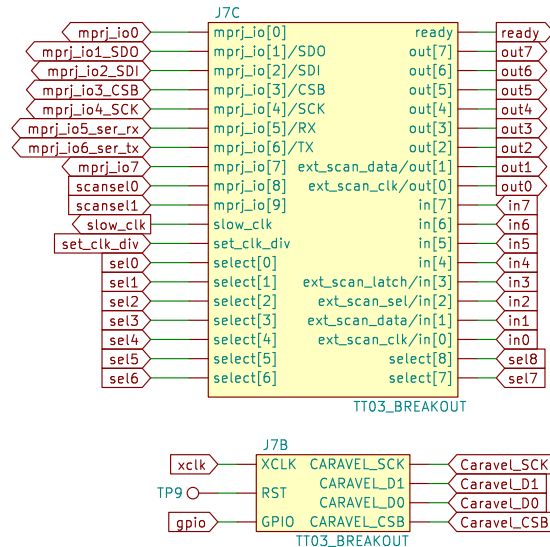 J7C
mprj_io0 mprj_io[0] ready ready
mprj_io1_SDO mprj_io[1]/SDO out[7] out7
mprj_io2_SDI mprj_io[2]/SDI out[6] out6
mprj_io3_CSB mprj_io[3]/CSB out[5] out5
mprj_io4_SCK mprj_io[4]/SCK out[4] out4
mprj_io5_ser_rx mprj_io[5]/RX out[3] out3
mprj_io6_ser_tx mprj_io[6]/TX out[2] out2
mprj_io7 mprj_io[7] ext_scan_data/out[1] out1
scansel0 mprj_io[8] ext_scan_clk/out[0] out0
scansel1 mprj_io[9] in[7] in7
slow_clk slow_clk in[6] in6
set_clk_div set_clk_div in[5] in5
sel0 select[0] in[4] in4
sel1 select[1] ext_scan_latch/in[3] in3
sel2 select[2] ext_scan_sel/in[2] in2
sel3 select[3] ext_scan_data/in[1] in1
sel4 select[4] ext_scan_clk/in[0] in0
sel5 select[5] select[8] sel8
sel6 select[6] select[7] sel7
TT03_BREAKOUT
J7B
xclk XCLK CARAVEL_SCK Caravel_SCK
CARAVEL_D1 Caravel_D1
TP9 RST CARAVEL_D0 Caravel_D0
gpio GPIO CARAVEL_CSB Caravel_CSB
TT03_BREAKOUT